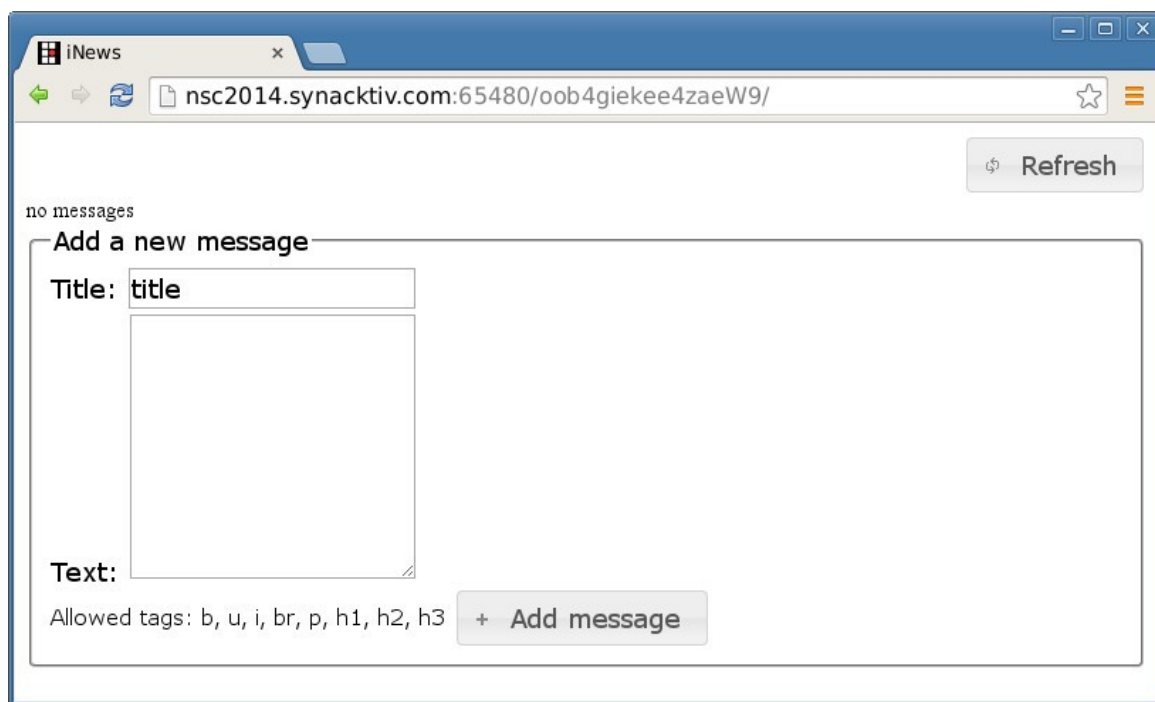 iNews
nsc2014.synacktiv.com:65480/oob4giekee4zaeW9/
Refresh
no messages
Add a new message
Title: title
Text:
Allowed tags: b, u, i, br, p, h1, h2, h3 + Add message